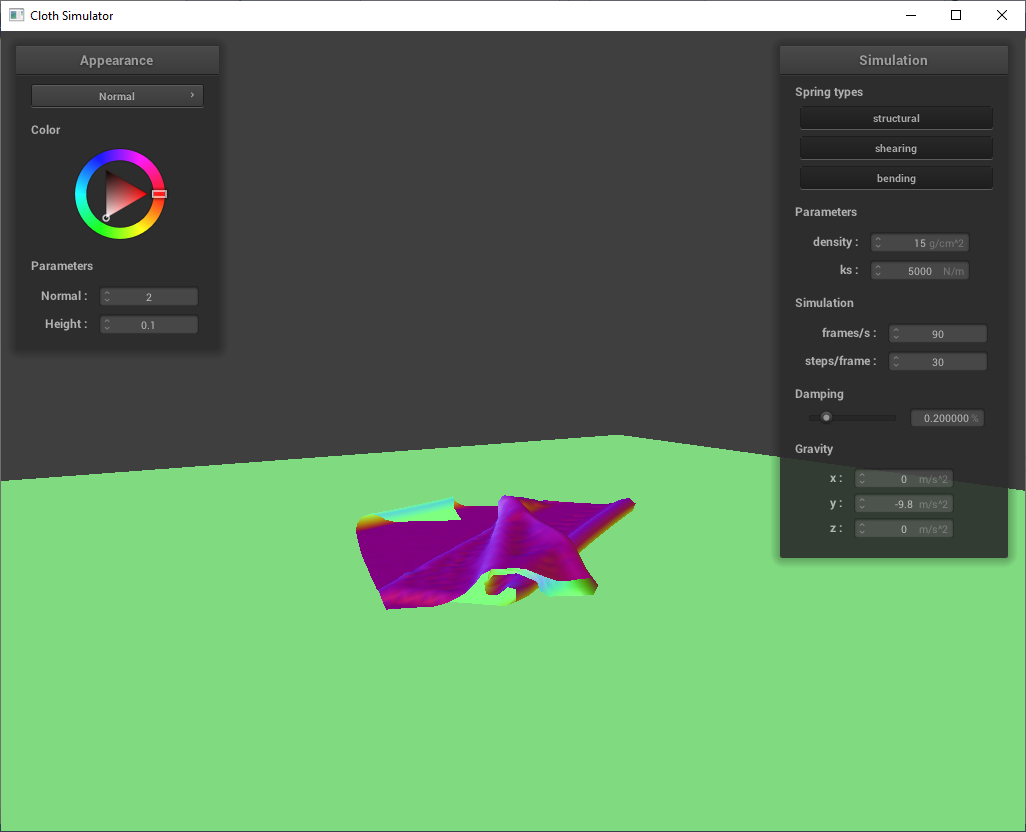 Cloth Simulator
Appearance
Normal
Color
Parameters
Normal : 2
Height : 0.1
Simulation
Spring types
structural
shearing
bending
Parameters
density : 15 g/cm^2
ks : 5000 N/m
Simulation
frames/s : 90
steps/frame : 30
Damping
0.200000 %
Gravity
x : 0 m/s^2
y : -9.8 m/s^2
z : 0 m/s^2